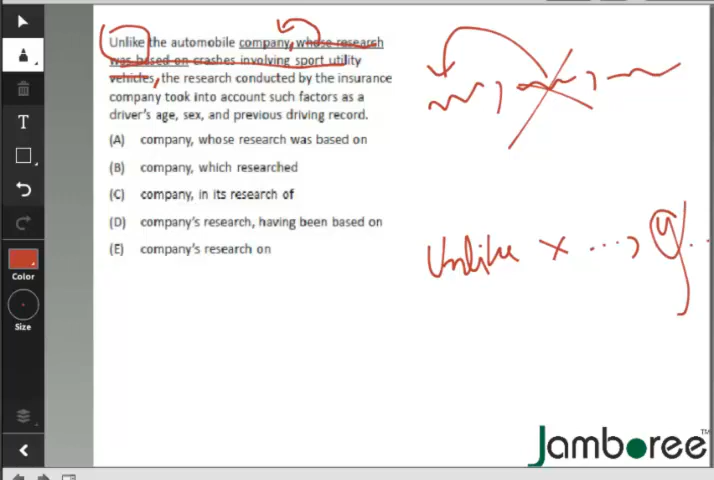 Unlike the automobile company, whose research
was based on crashes involving sport utility
vehicles, the research conducted by the insurance
company took into account such factors as a
driver's age, sex, and previous driving record.
(A) company, whose research was based on
(B) company, which researched
(C) company, in its research of
(D) company's research, having been based on
(E) company's research on
Unlike x ..., y ..
T
Color
Size
Jamboree™